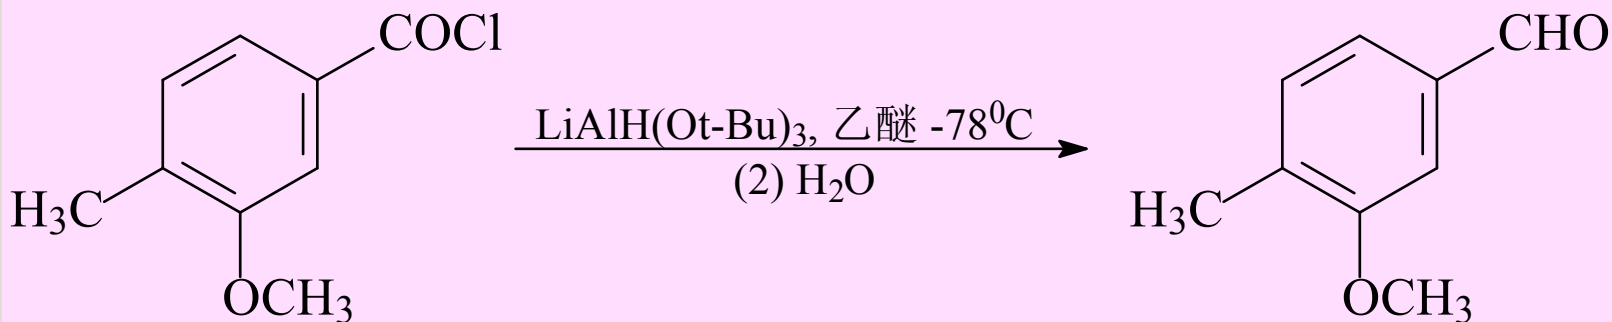 COCl
H₃C
OCH₃
LiAlH(Ot-Bu)₃, 乙醚 -78⁰C
(2) H₂O
CHO
H₃C
OCH₃